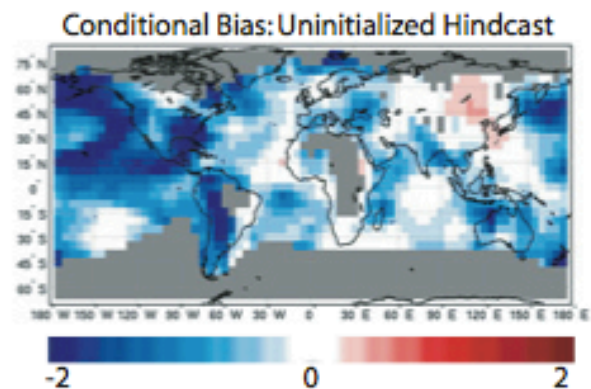 Conditional Bias: Uninitialized Hindcast
75° N
60° N
45° N
30° N
15° N
0°
15° S
30° S
45° S
60° S
180 W 150 W 120 W 90 W 60 W 30 W 0 30 E 60 E 90 E 120 E 150 E 180 E
-2 0 2